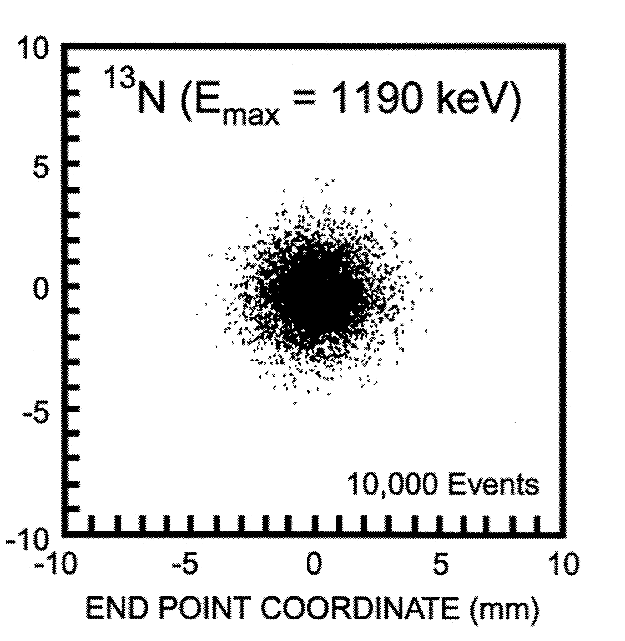 10
¹³N (Eₘₐₓ = 1190 keV)
5
0
-5
10,000 Events
-10
-10 -5 0 5 10
END POINT COORDINATE (mm)